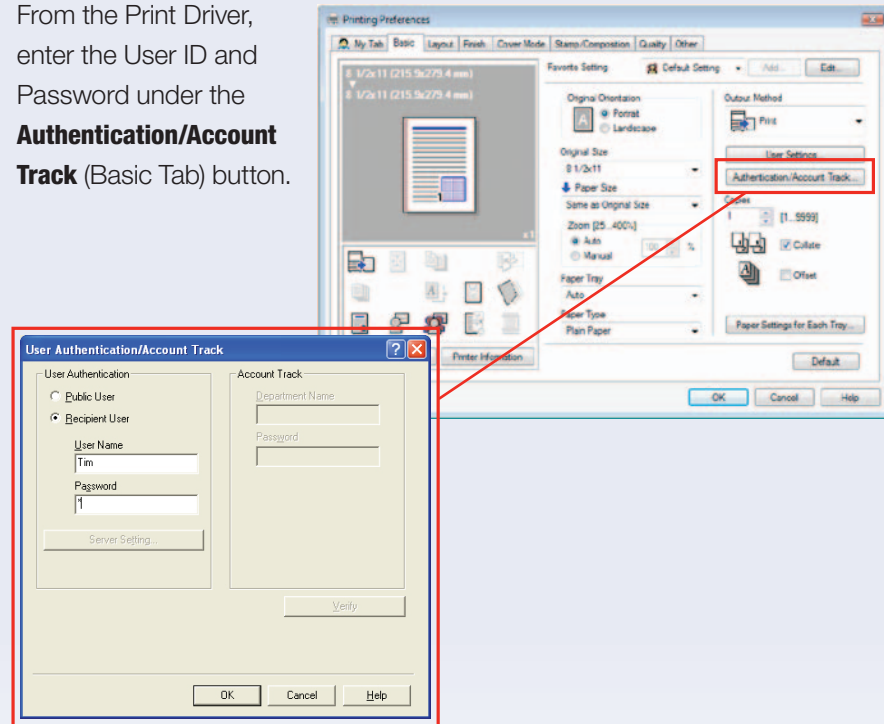 From the Print Driver,
enter the User ID and
Password under the
Authentication/Account
Track (Basic Tab) button.
Printing Preferences
My Tab Basic Layout Finish Cover Mode Stamp/Composition Quality Other
8 1/2x11 (215.9x279.4 mm)
8 1/2x11 (215.9x279.4 mm)
1
x1
Favorite Setting Default Setting Add... Edit...
Original Orientation
A
Portrait
Landscape
Original Size
8 1/2x11
Paper Size
Same as Original Size
Zoom [25...400%]
Auto
Manual
100 %
Paper Tray
Auto
Paper Type
Plain Paper
Output Method
Print
User Settings...
Authentication/Account Track...
Copies
1 [1...9999]
Collate
Offset
Paper Settings for Each Tray...
Printer Information
Default
OK Cancel Help
User Authentication/Account Track
User Authentication
Public User
Recipient User
User Name
Tim
Password
*
Server Setting...
Account Track
Department Name
Password
Verify
OK Cancel Help